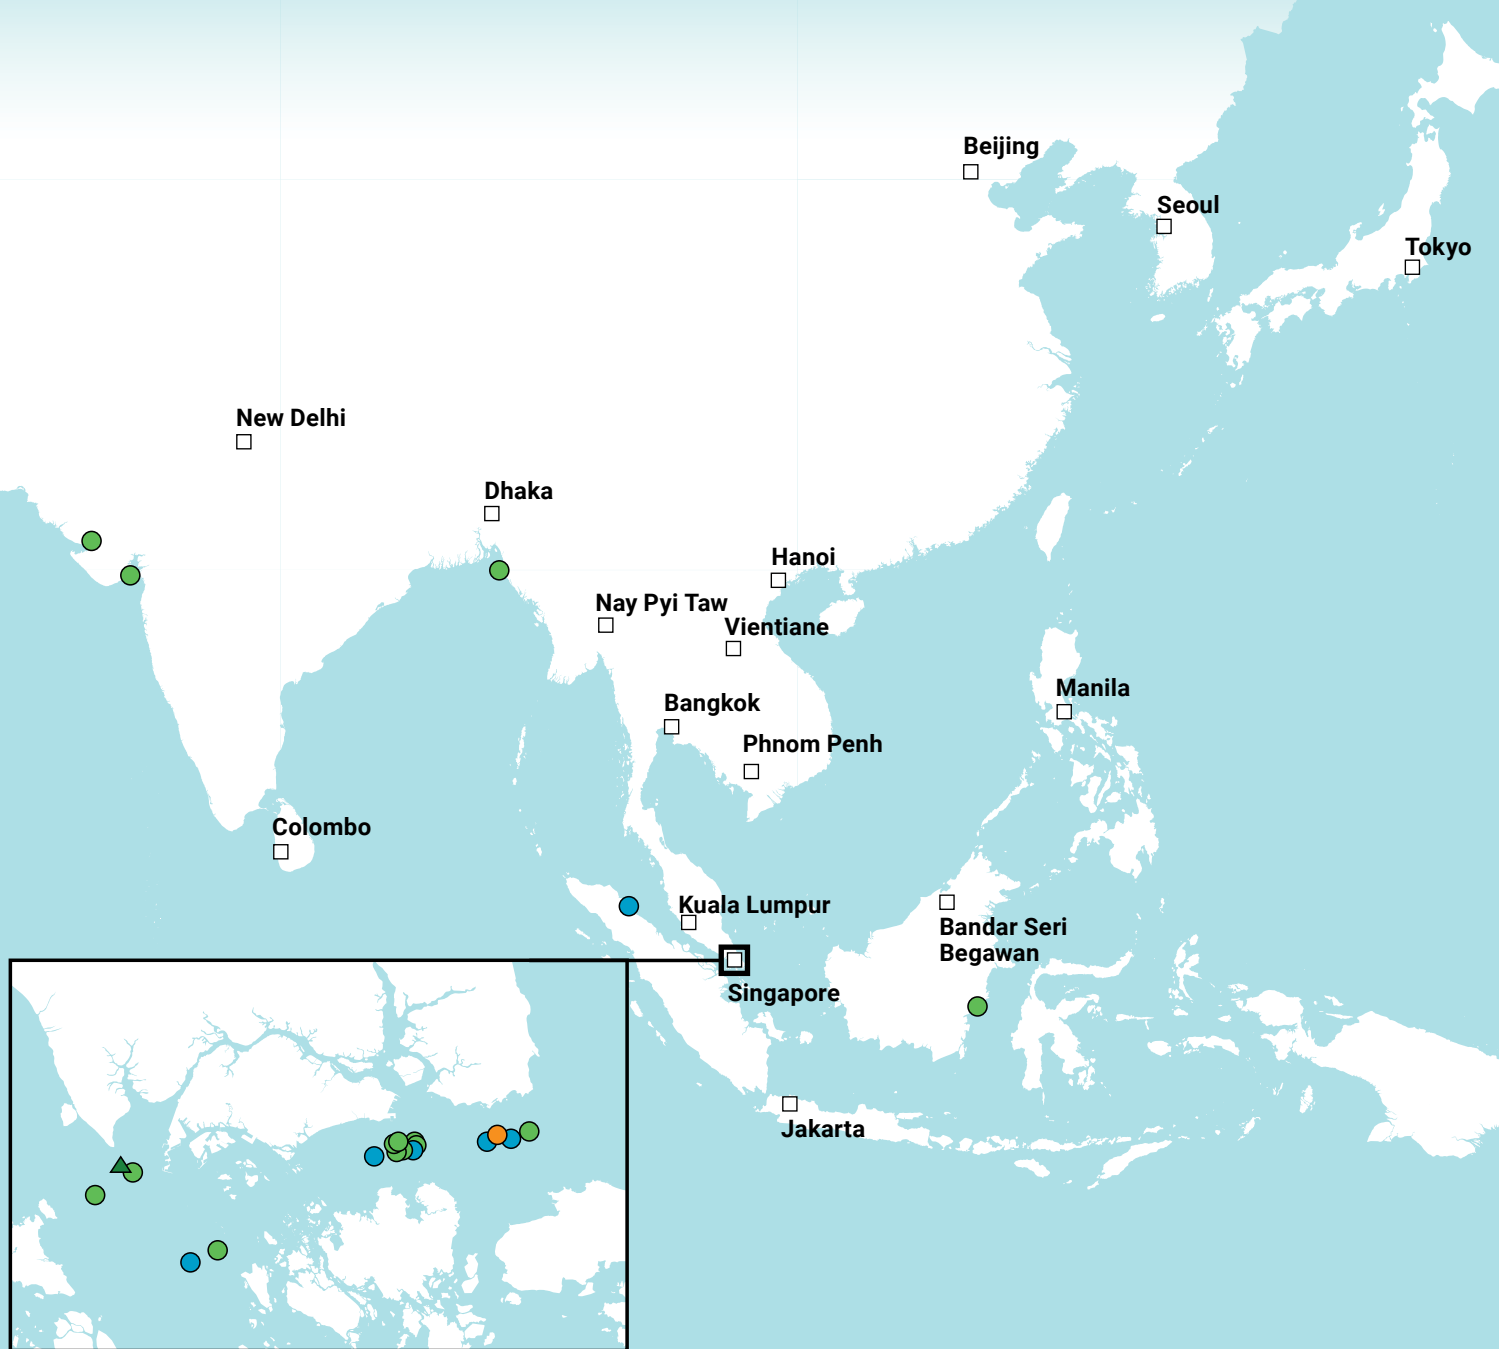 Beijing
Seoul
Tokyo
New Delhi
Dhaka
Hanoi
Nay Pyi Taw
Vientiane
Manila
Bangkok
Phnom Penh
Colombo
Kuala Lumpur
Bandar Seri
Begawan
Singapore
Jakarta